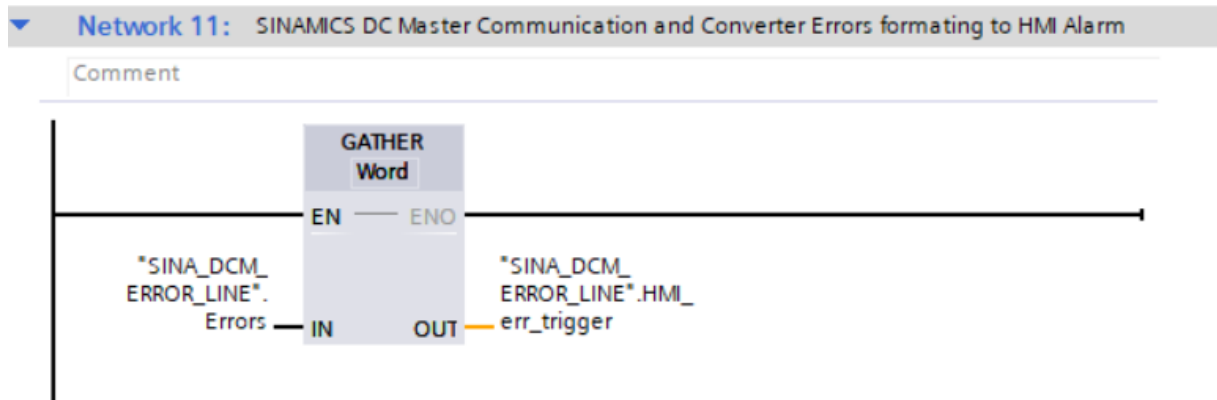 Network 11: SINAMICS DC Master Communication and Converter Errors formating to HMI Alarm
Comment
GATHER
Word
EN ENO
"SINA_DCM_
ERROR_LINE".
Errors
IN
OUT
"SINA_DCM_
ERROR_LINE".HMI_
err_trigger